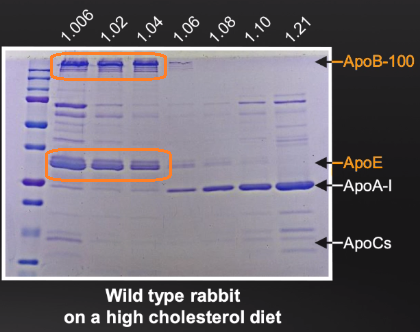 1.006 1.02 1.04 1.06 1.08 1.10 1.21
ApoB-100
ApoE
ApoA-I
ApoCs
Wild type rabbit
on a high cholesterol diet